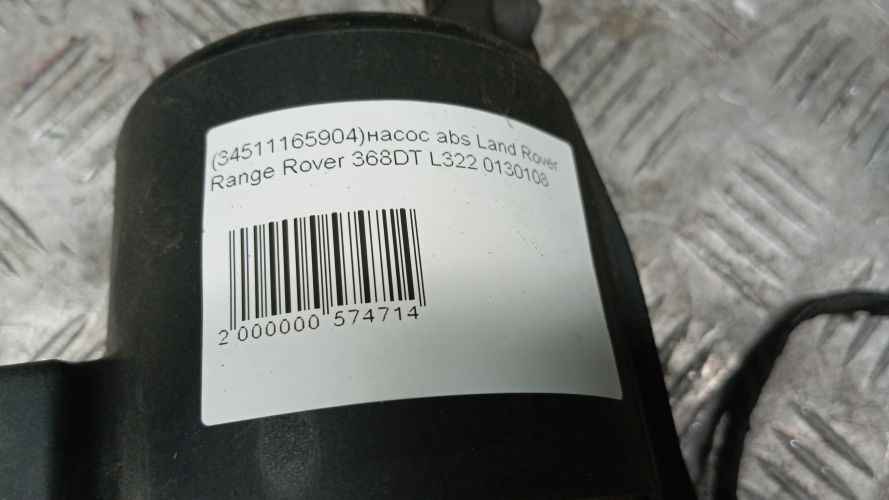 (34511165904)насос abs Land Rover
Range Rover 368DT L322 0130108
2 000000 574714